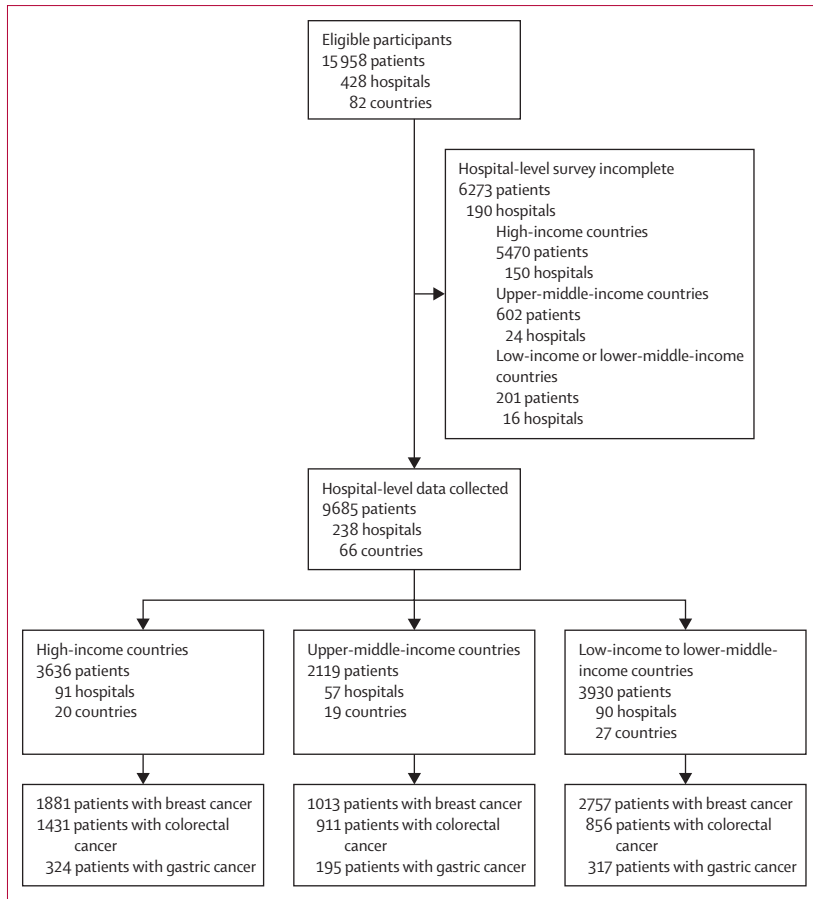 Eligible participants
15 958 patients
428 hospitals
82 countries
Hospital-level survey incomplete
6273 patients
190 hospitals
High-income countries
5470 patients
150 hospitals
Upper-middle-income countries
602 patients
24 hospitals
Low-income or lower-middle-income
countries
201 patients
16 hospitals
Hospital-level data collected
9685 patients
238 hospitals
66 countries
High-income countries
3636 patients
91 hospitals
20 countries
Upper-middle-income countries
2119 patients
57 hospitals
19 countries
Low-income to lower-middle-
income countries
3930 patients
90 hospitals
27 countries
1881 patients with breast cancer
1431 patients with colorectal
cancer
324 patients with gastric cancer
1013 patients with breast cancer
911 patients with colorectal
cancer
195 patients with gastric cancer
2757 patients with breast cancer
856 patients with colorectal
cancer
317 patients with gastric cancer